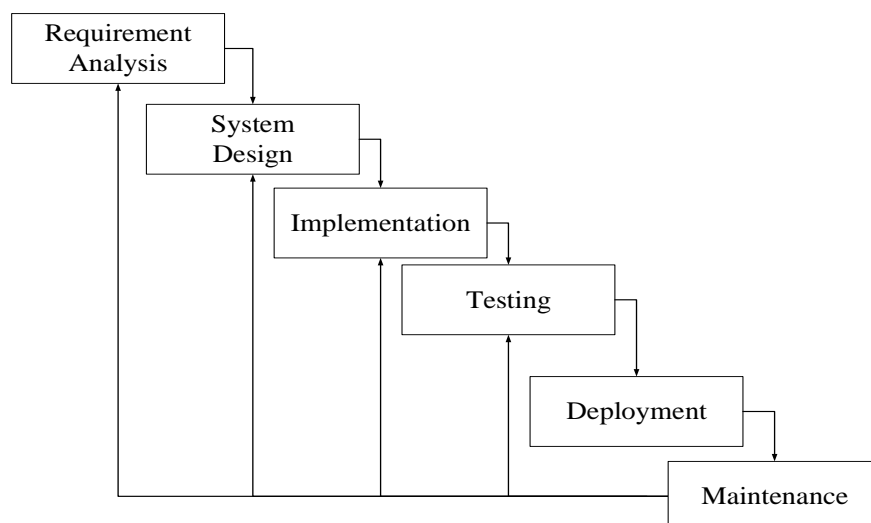 Requirement
Analysis
System
Design
Implementation
Testing
Deployment
Maintenance